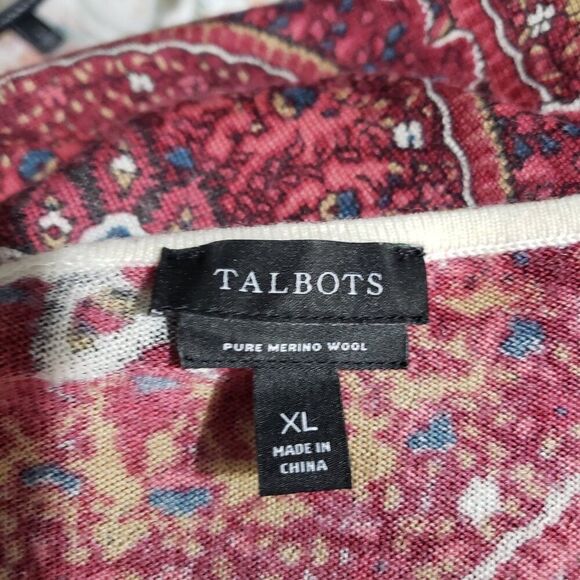 TALBOTS
PURE MERINO WOOL
XL
MADE IN
CHINA